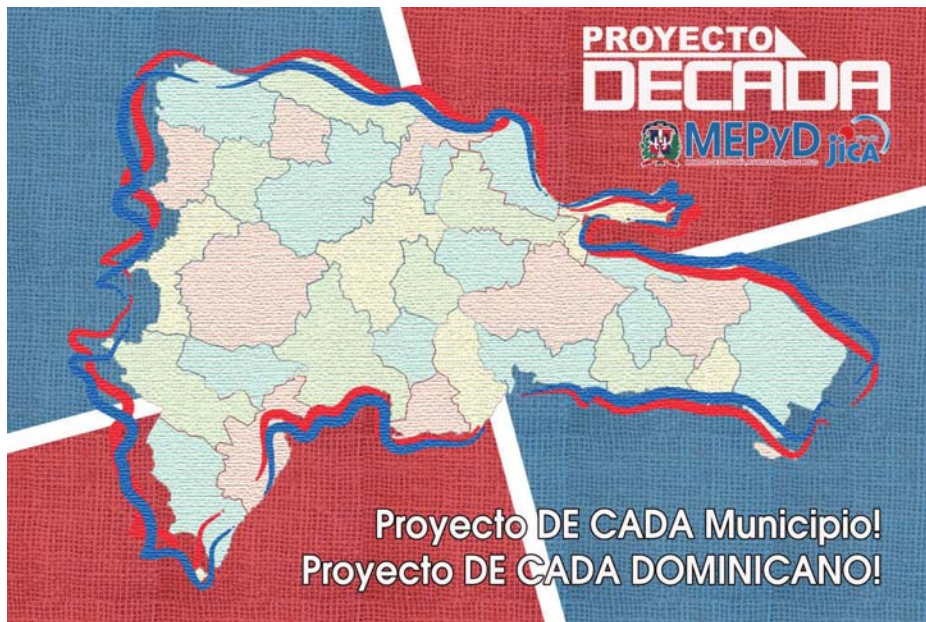 PROYECTO
DECADA
MEPyD
jica
Proyecto DE CADA Municipio!
Proyecto DE CADA DOMINICANO!